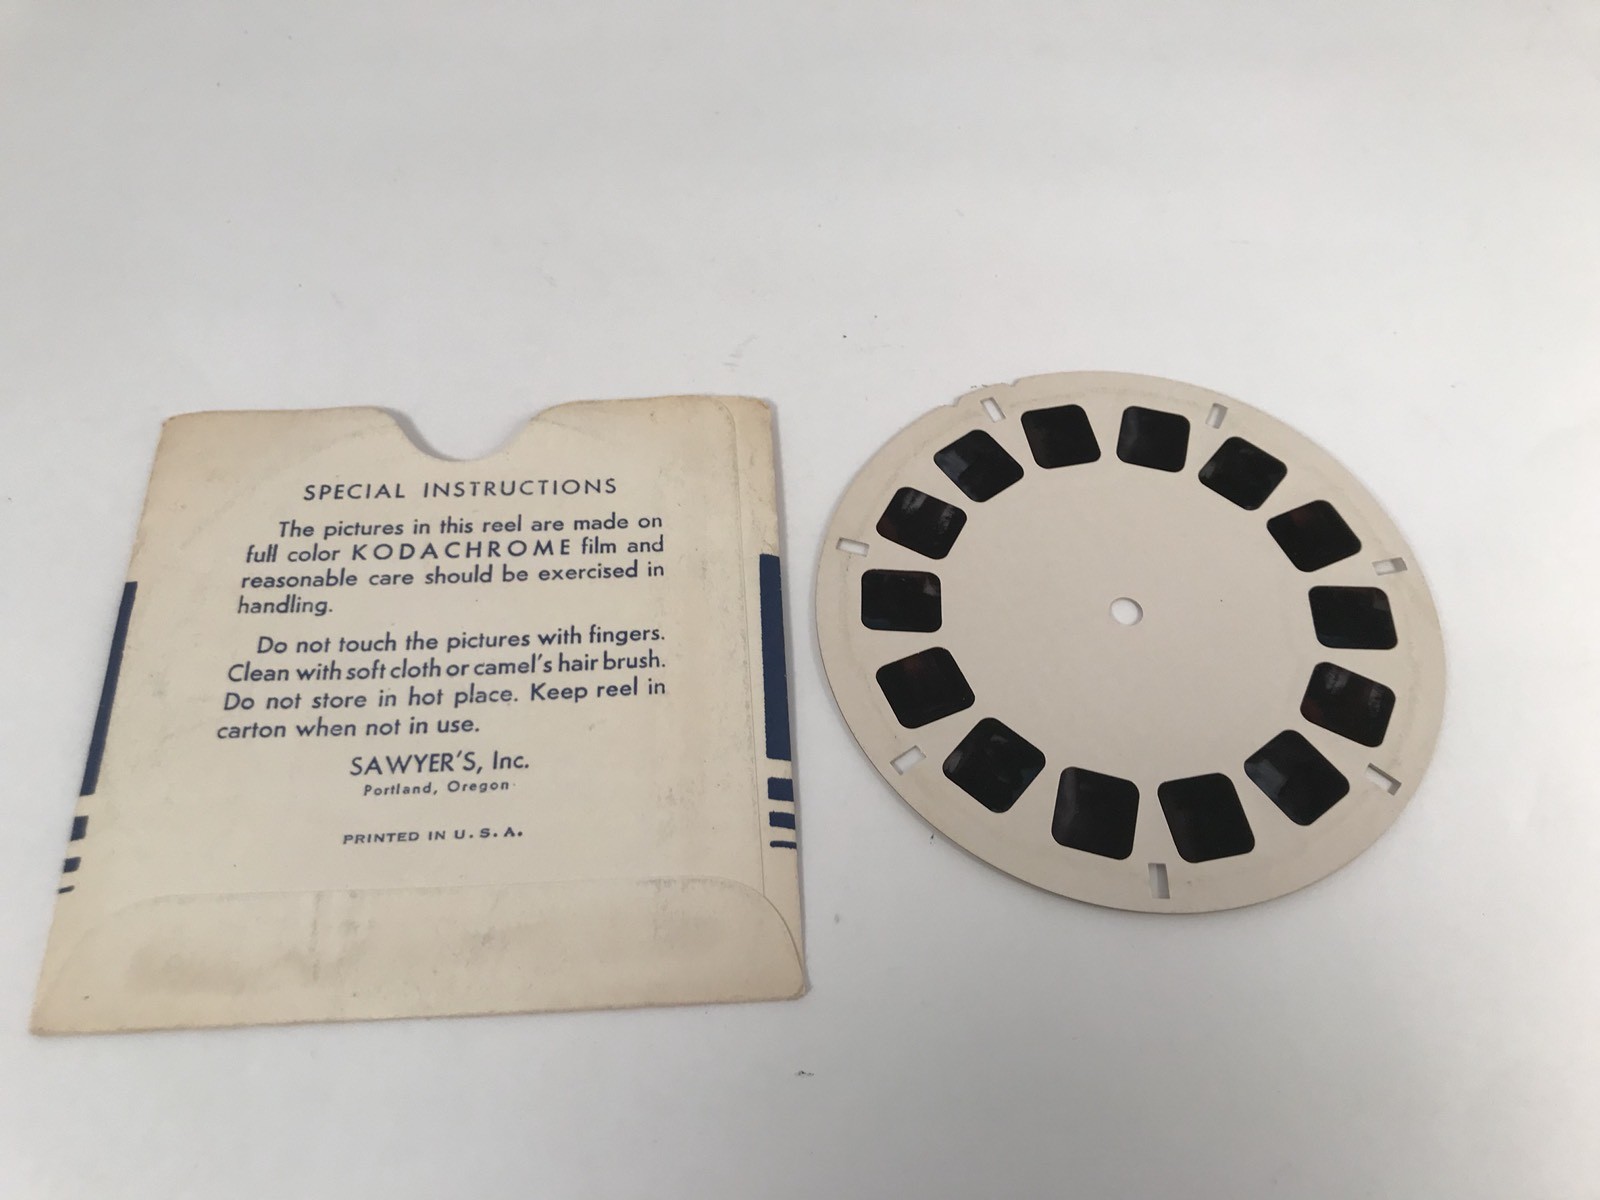 SPECIAL INSTRUCTIONS
The pictures in this reel are made on
full color KODACHROME film and
reasonable care should be exercised in
handling.
Do not touch the pictures with fingers.
Clean with soft cloth or camel's hair brush.
Do not store in hot place. Keep reel in
carton when not in use.
SAWYER'S, Inc.
Portland, Oregon
PRINTED IN U. S. A.